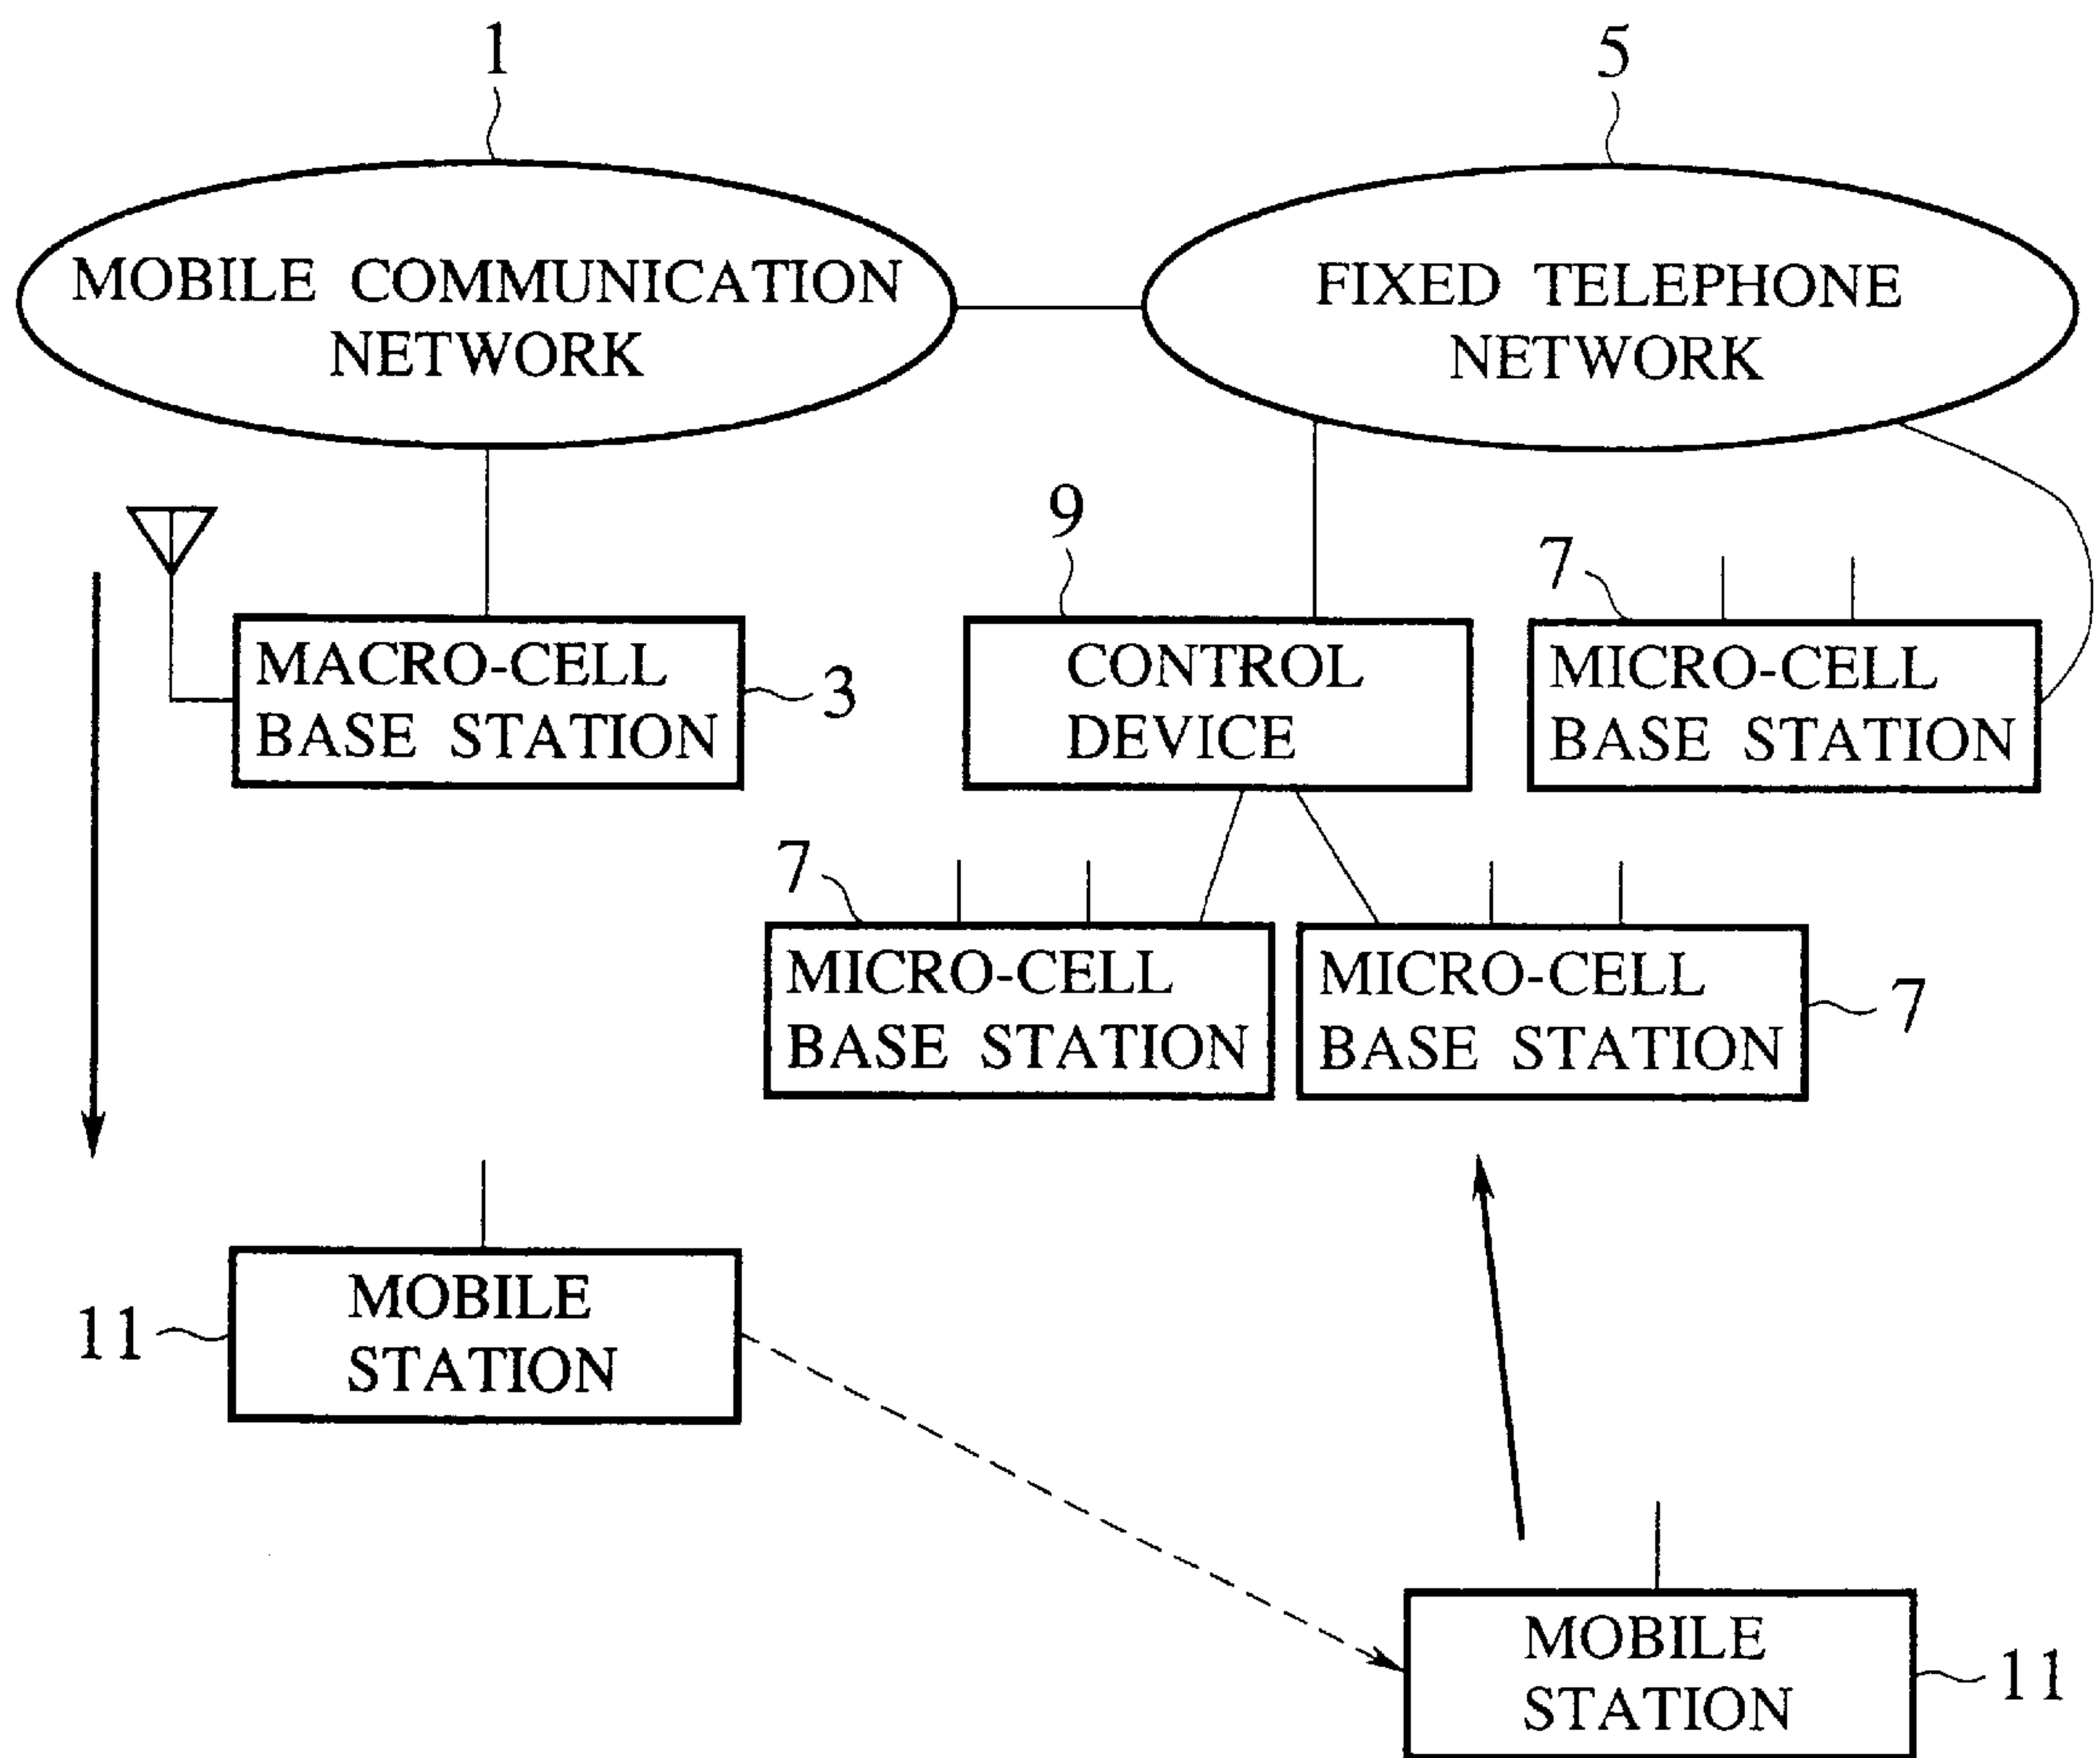 1
5
MOBILE COMMUNICATION
NETWORK
FIXED TELEPHONE
NETWORK
9
7
MACRO-CELL
BASE STATION
3
CONTROL
DEVICE
MICRO-CELL
BASE STATION
7
MICRO-CELL
BASE STATION
MICRO-CELL
BASE STATION
7
11
MOBILE
STATION
MOBILE
STATION
11